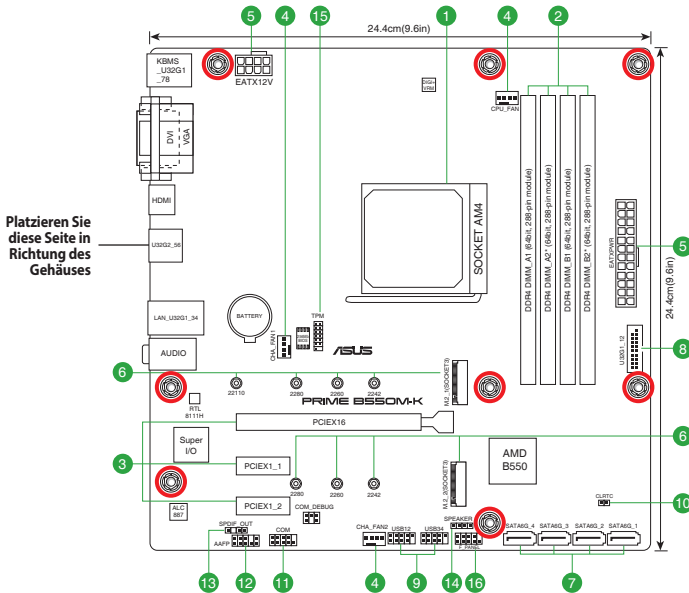 5
4
15
1
4
2
24.4cm(9.6in)
KBMS
_U32G1
_78
EATX12V
DIGI+
VRM
CPU_FAN
DVI
VGA
HDMI
U32G2_56
Platzieren Sie
diese Seite in
Richtung des
Gehäuses
SOCKET AM4
DDR4 DIMM_A1 (64bit, 288-pin module)
DDR4 DIMM_A2* (64bit, 288-pin module)
DDR4 DIMM_B1 (64bit, 288-pin module)
DDR4 DIMM_B2* (64bit, 288-pin module)
EATXPWR
5
24.4cm(9.6in)
LAN_U32G1_34
BATTERY
TPM
CHA_FAN1
ASUS
AUDIO
U32G1_12
8
6
22110
2280
2260
2242
M.2_1(SOCKET3)
RTL
8111H
PRIME B550M-K
PCIEX16
Super
I/O
6
3
PCIEX1_1
AMD
B550
2280
2260
2242
M.2_2(SOCKET3)
PCIEX1_2
CLRTC
10
ALC
887
COM_DEBUG
SPDIF_OUT
AAFP
COM
CHA_FAN2
USB12
USB34
SPEAKER
F_PANEL
SATA6G_4
SATA6G_3
SATA6G_2
SATA6G_1
13
12
11
4
9
14
16
7